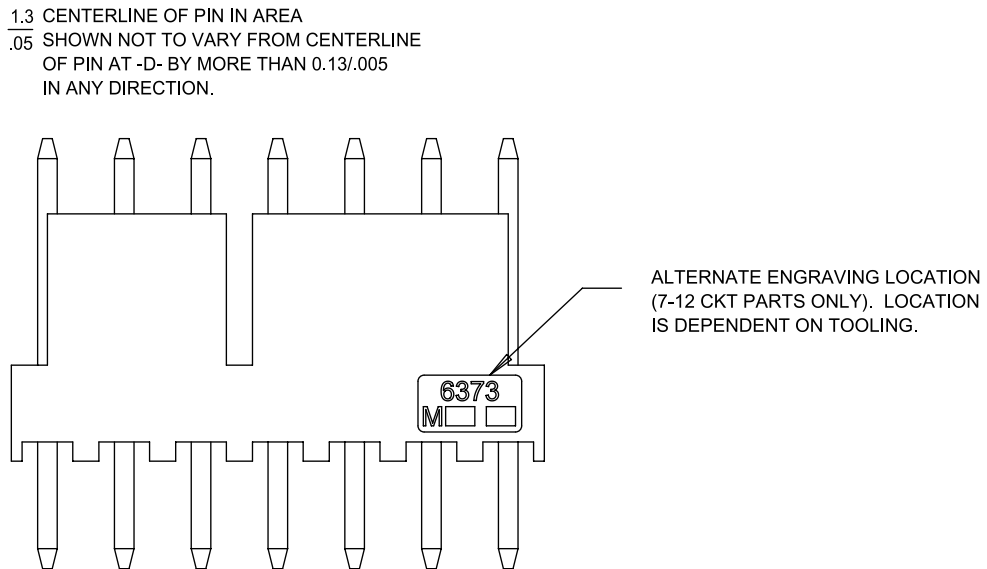 1.3 CENTERLINE OF PIN IN AREA
.05 SHOWN NOT TO VARY FROM CENTERLINE
OF PIN AT -D- BY MORE THAN 0.13/.005
IN ANY DIRECTION.
ALTERNATE ENGRAVING LOCATION
(7-12 CKT PARTS ONLY). LOCATION
IS DEPENDENT ON TOOLING.
6373
M